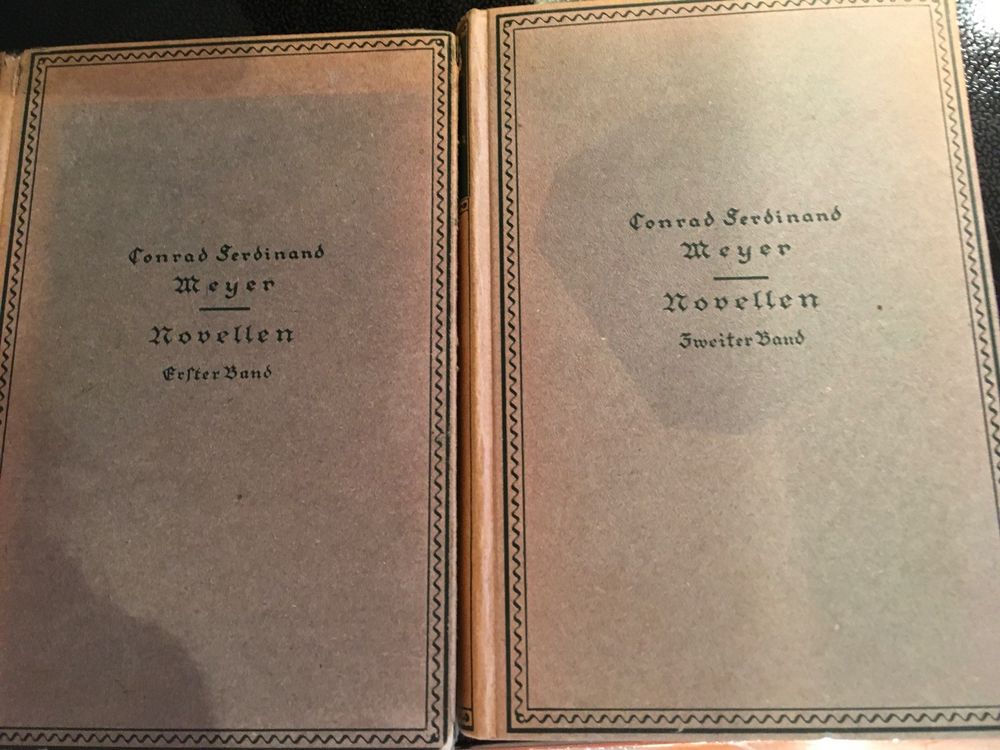 Conrad Ferdinand
Meyer
Novellen
Erster Band
Conrad Ferdinand
Meyer
Novellen
Zweiter Band